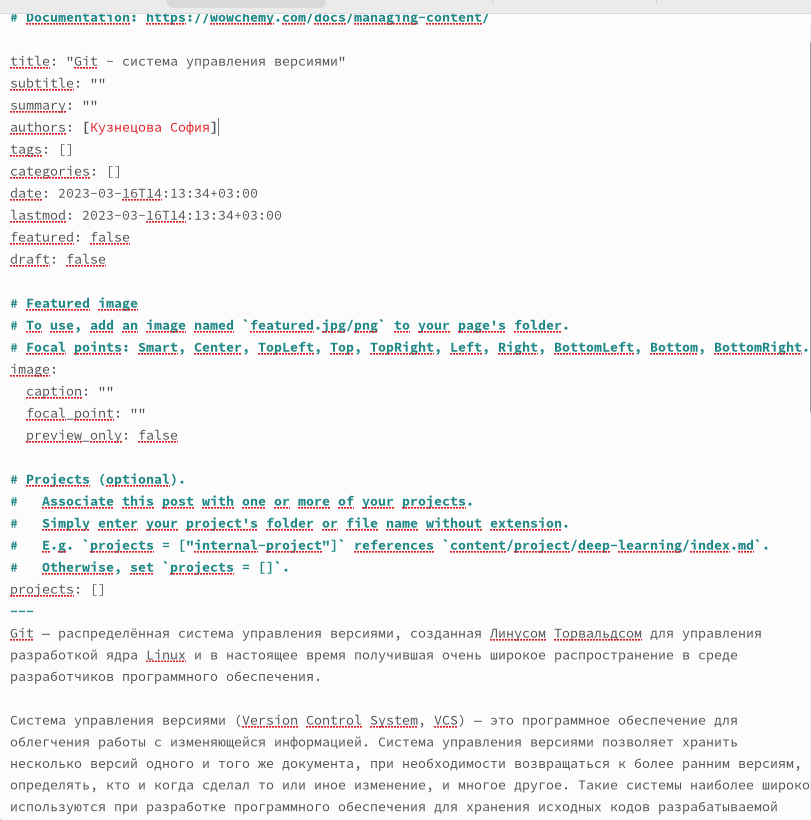 # Documentation: https://wowchemy.com/docs/managing-content/
title: "Git - система управления версиями"
subtitle: ""
summary: ""
authors: [Кузнецова София]
tags: []
categories: []
date: 2023-03-16T14:13:34+03:00
lastmod: 2023-03-16T14:13:34+03:00
featured: false
draft: false
# Featured image
# To use, add an image named `featured.jpg/png` to your page's folder.
# Focal points: Smart, Center, TopLeft, Top, TopRight, Left, Right, BottomLeft, Bottom, BottomRight.
image:
  caption: ""
  focal_point: ""
  preview_only: false
# Projects (optional).
#   Associate this post with one or more of your projects.
#   Simply enter your project's folder or file name without extension.
#   E.g. `projects = ["internal-project"]` references `content/project/deep-learning/index.md`.
#   Otherwise, set `projects = []`.
projects: []
---
Git — распределённая система управления версиями, созданная Линусом Торвальдсом для управления
разработкой ядра Linux и в настоящее время получившая очень широкое распространение в среде
разработчиков программного обеспечения.
Система управления версиями (Version Control System, VCS) — это программное обеспечение для
облегчения работы с изменяющейся информацией. Система управления версиями позволяет хранить
несколько версий одного и того же документа, при необходимости возвращаться к более ранним версиям,
определять, кто и когда сделал то или иное изменение, и многое другое. Такие системы наиболее широко
используются при разработке программного обеспечения для хранения исходных кодов разрабатываемой